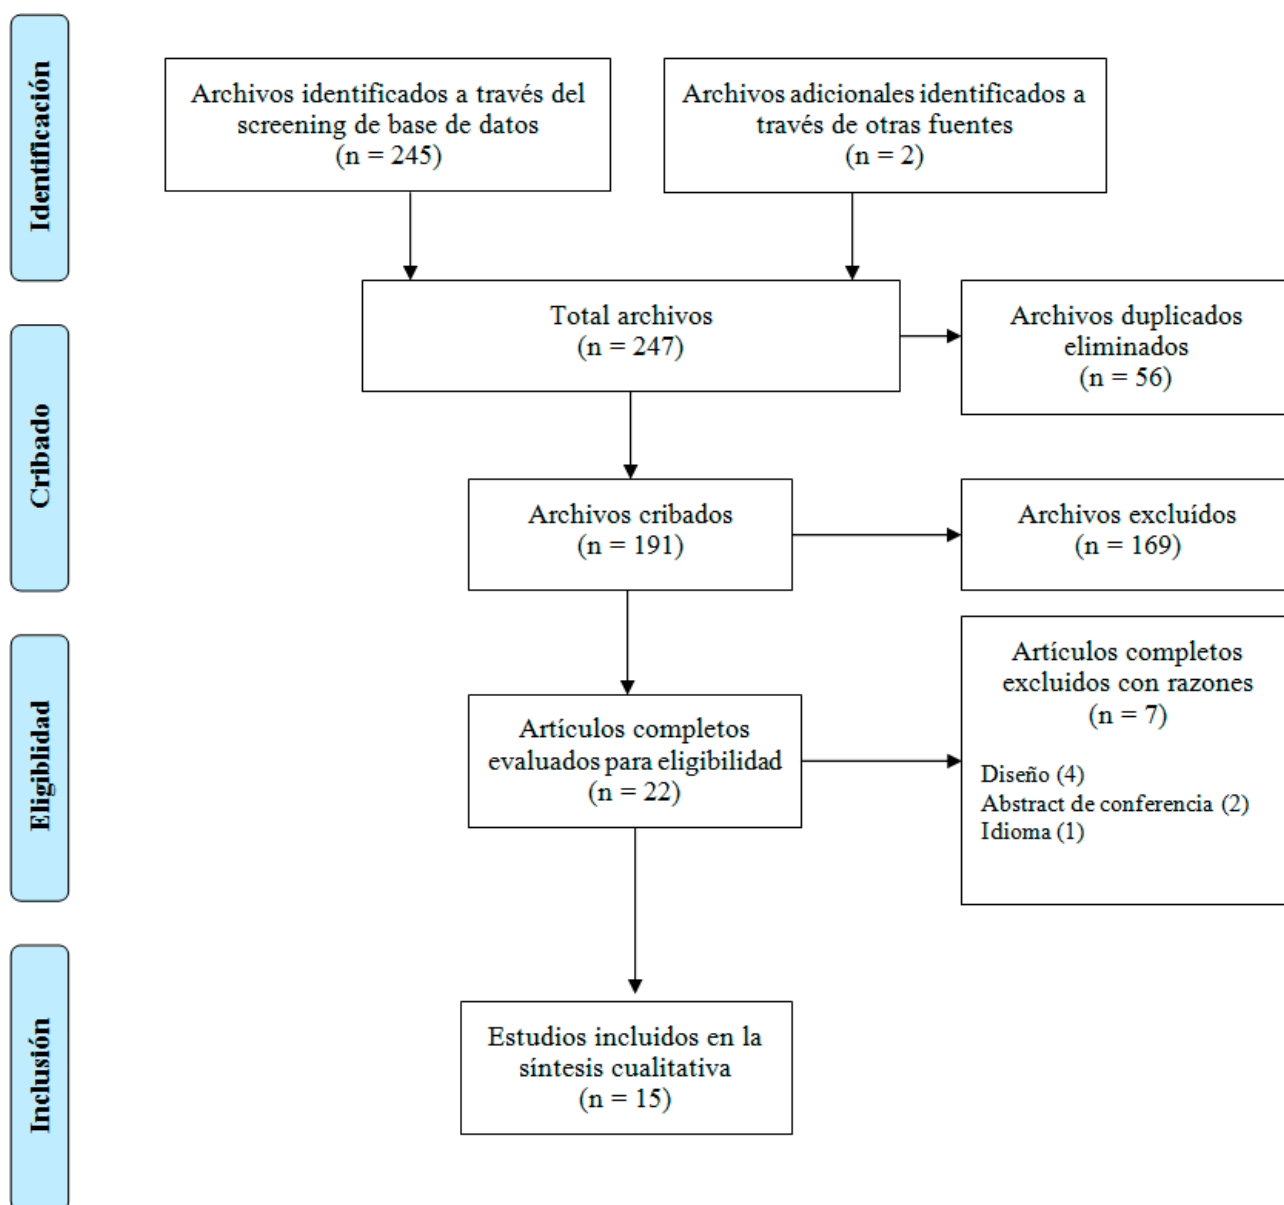 Identificación
Archivos identificados a través del
screening de base de datos
(n = 245)
Archivos adicionales identificados a
través de otras fuentes
(n = 2)
Total archivos
(n = 247)
Archivos duplicados
eliminados
(n = 56)
Cribado
Archivos cribados
(n = 191)
Archivos excluídos
(n = 169)
Eligiblidad
Artículos completos
evaluados para eligibilidad
(n = 22)
Artículos completos
excluidos con razones
(n = 7)
Diseño (4)
Abstract de conferencia (2)
Idioma (1)
Inclusión
Estudios incluidos en la
síntesis cualitativa
(n = 15)